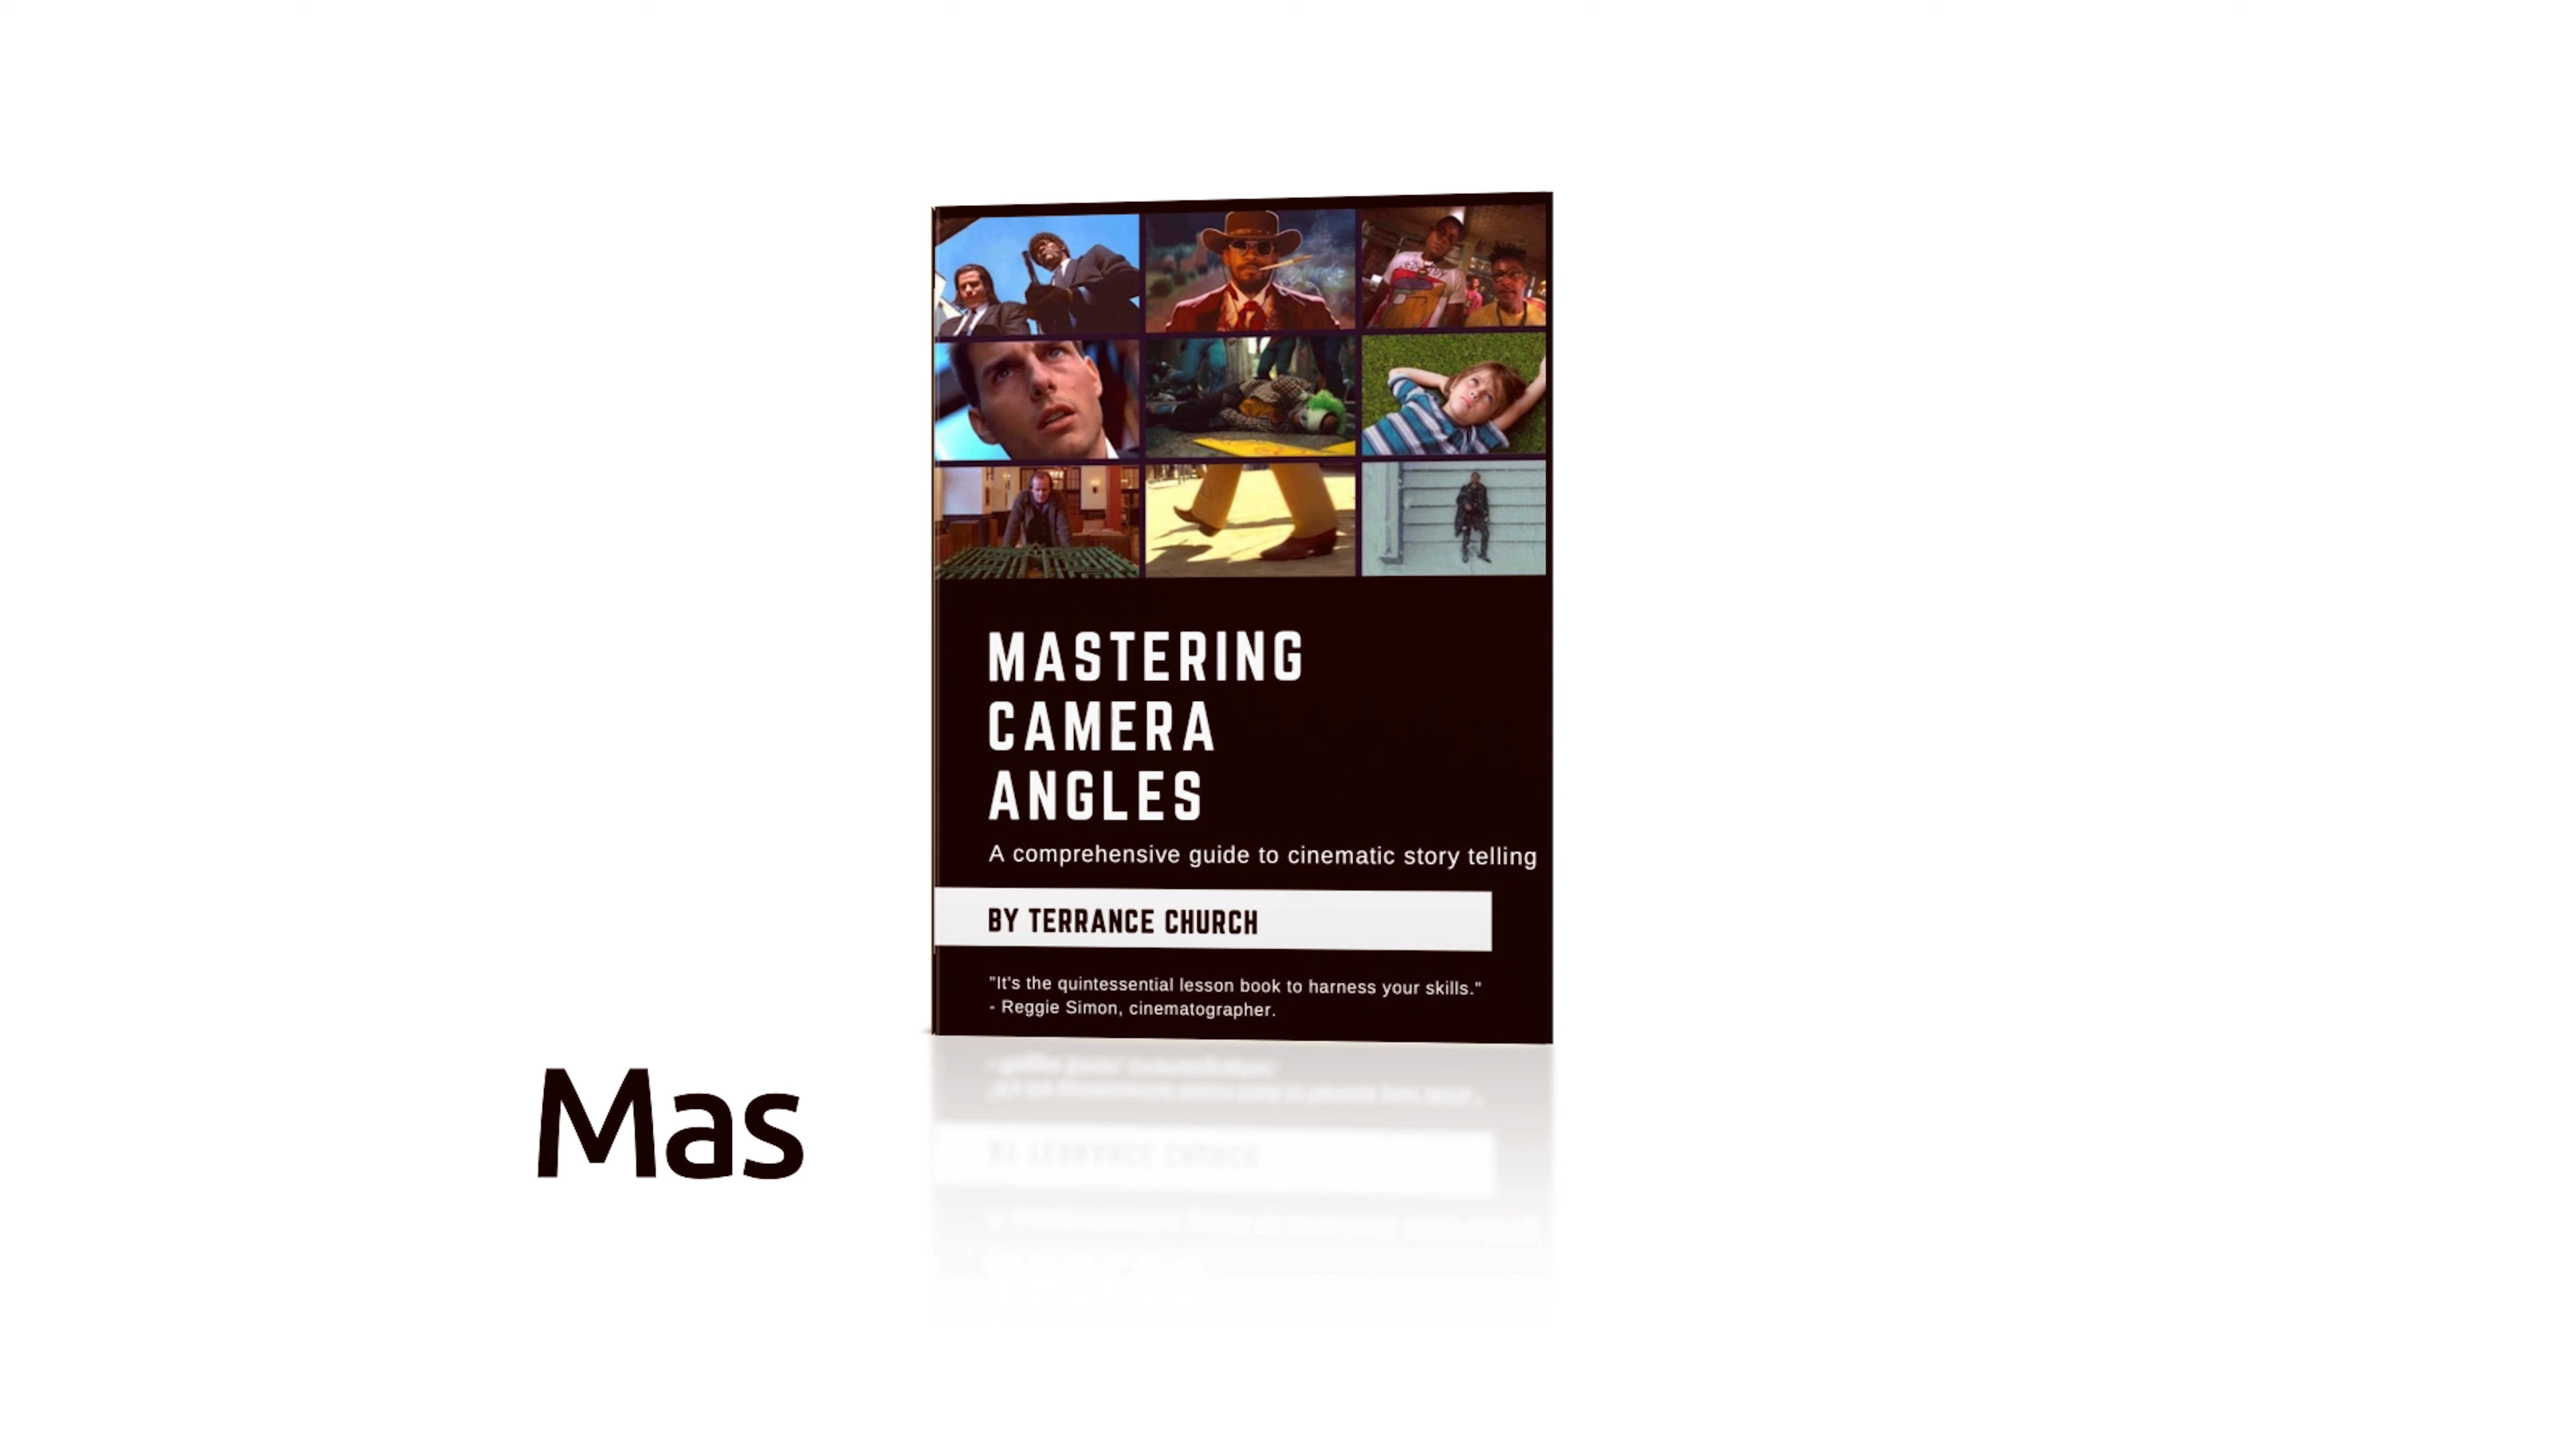 MASTERING
CAMERA
ANGLES
A comprehensive guide to cinematic story telling
BY TERRANCE CHURCH
"It's the quintessential lesson book to harness your skills."
- Reggie Simon, cinematographer.
Mas